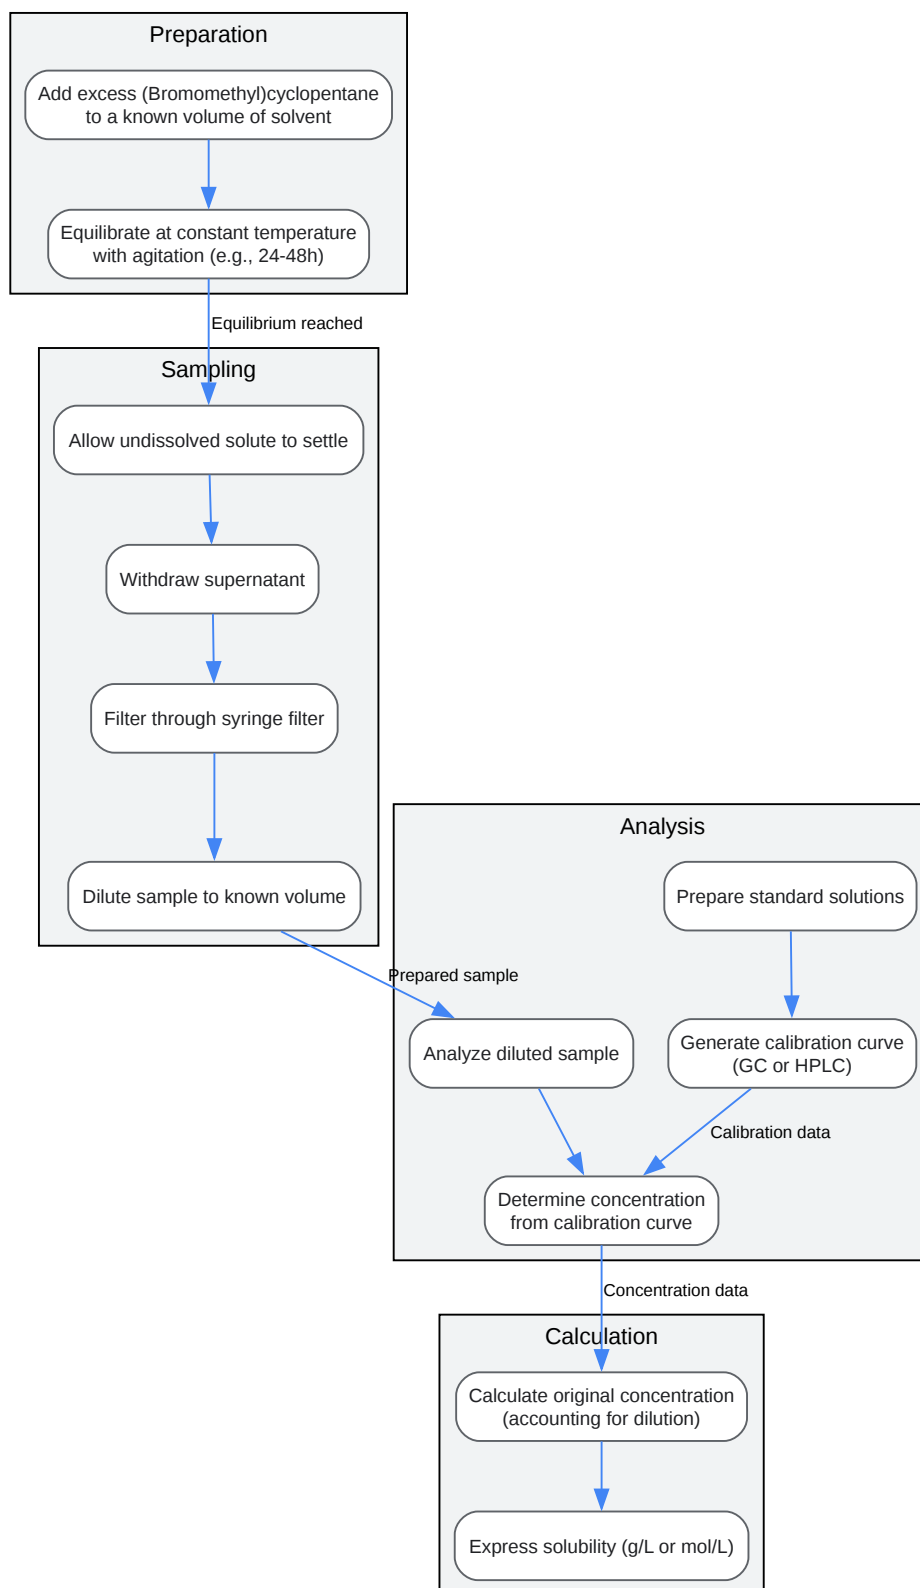 Preparation
Add excess (Bromomethyl)cyclopentane
to a known volume of solvent
Equilibrate at constant temperature
with agitation (e.g., 24-48h)
Equilibrium reached
Sampling
Allow undissolved solute to settle
Withdraw supernatant
Filter through syringe filter
Dilute sample to known volume
Analysis
Prepare standard solutions
Prepared sample
Analyze diluted sample
Generate calibration curve
(GC or HPLC)
Calibration data
Determine concentration
from calibration curve
Concentration data
Calculation
Calculate original concentration
(accounting for dilution)
Express solubility (g/L or mol/L)